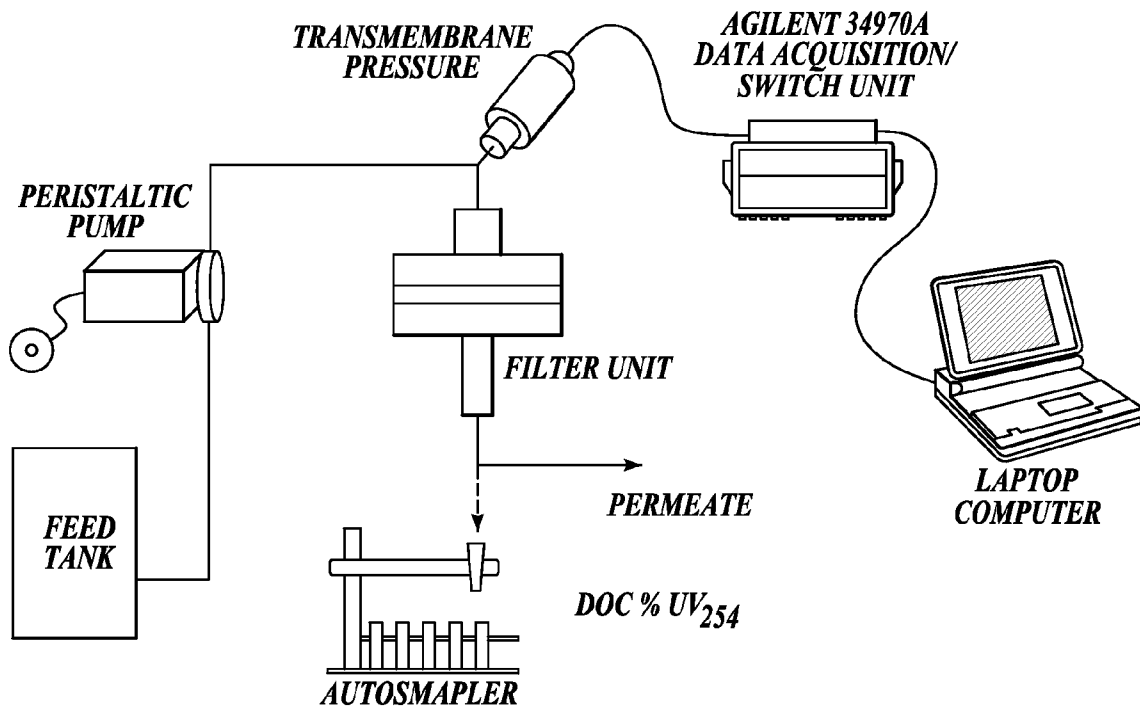 TRANSMEMBRANE
PRESSURE
AGILENT 34970A
DATA ACQUISITION/
SWITCH UNIT
PERISTALTIC
PUMP
FILTER UNIT
FEED
TANK
PERMEATE
LAPTOP
COMPUTER
DOC % UV254
AUTOSMAPLER